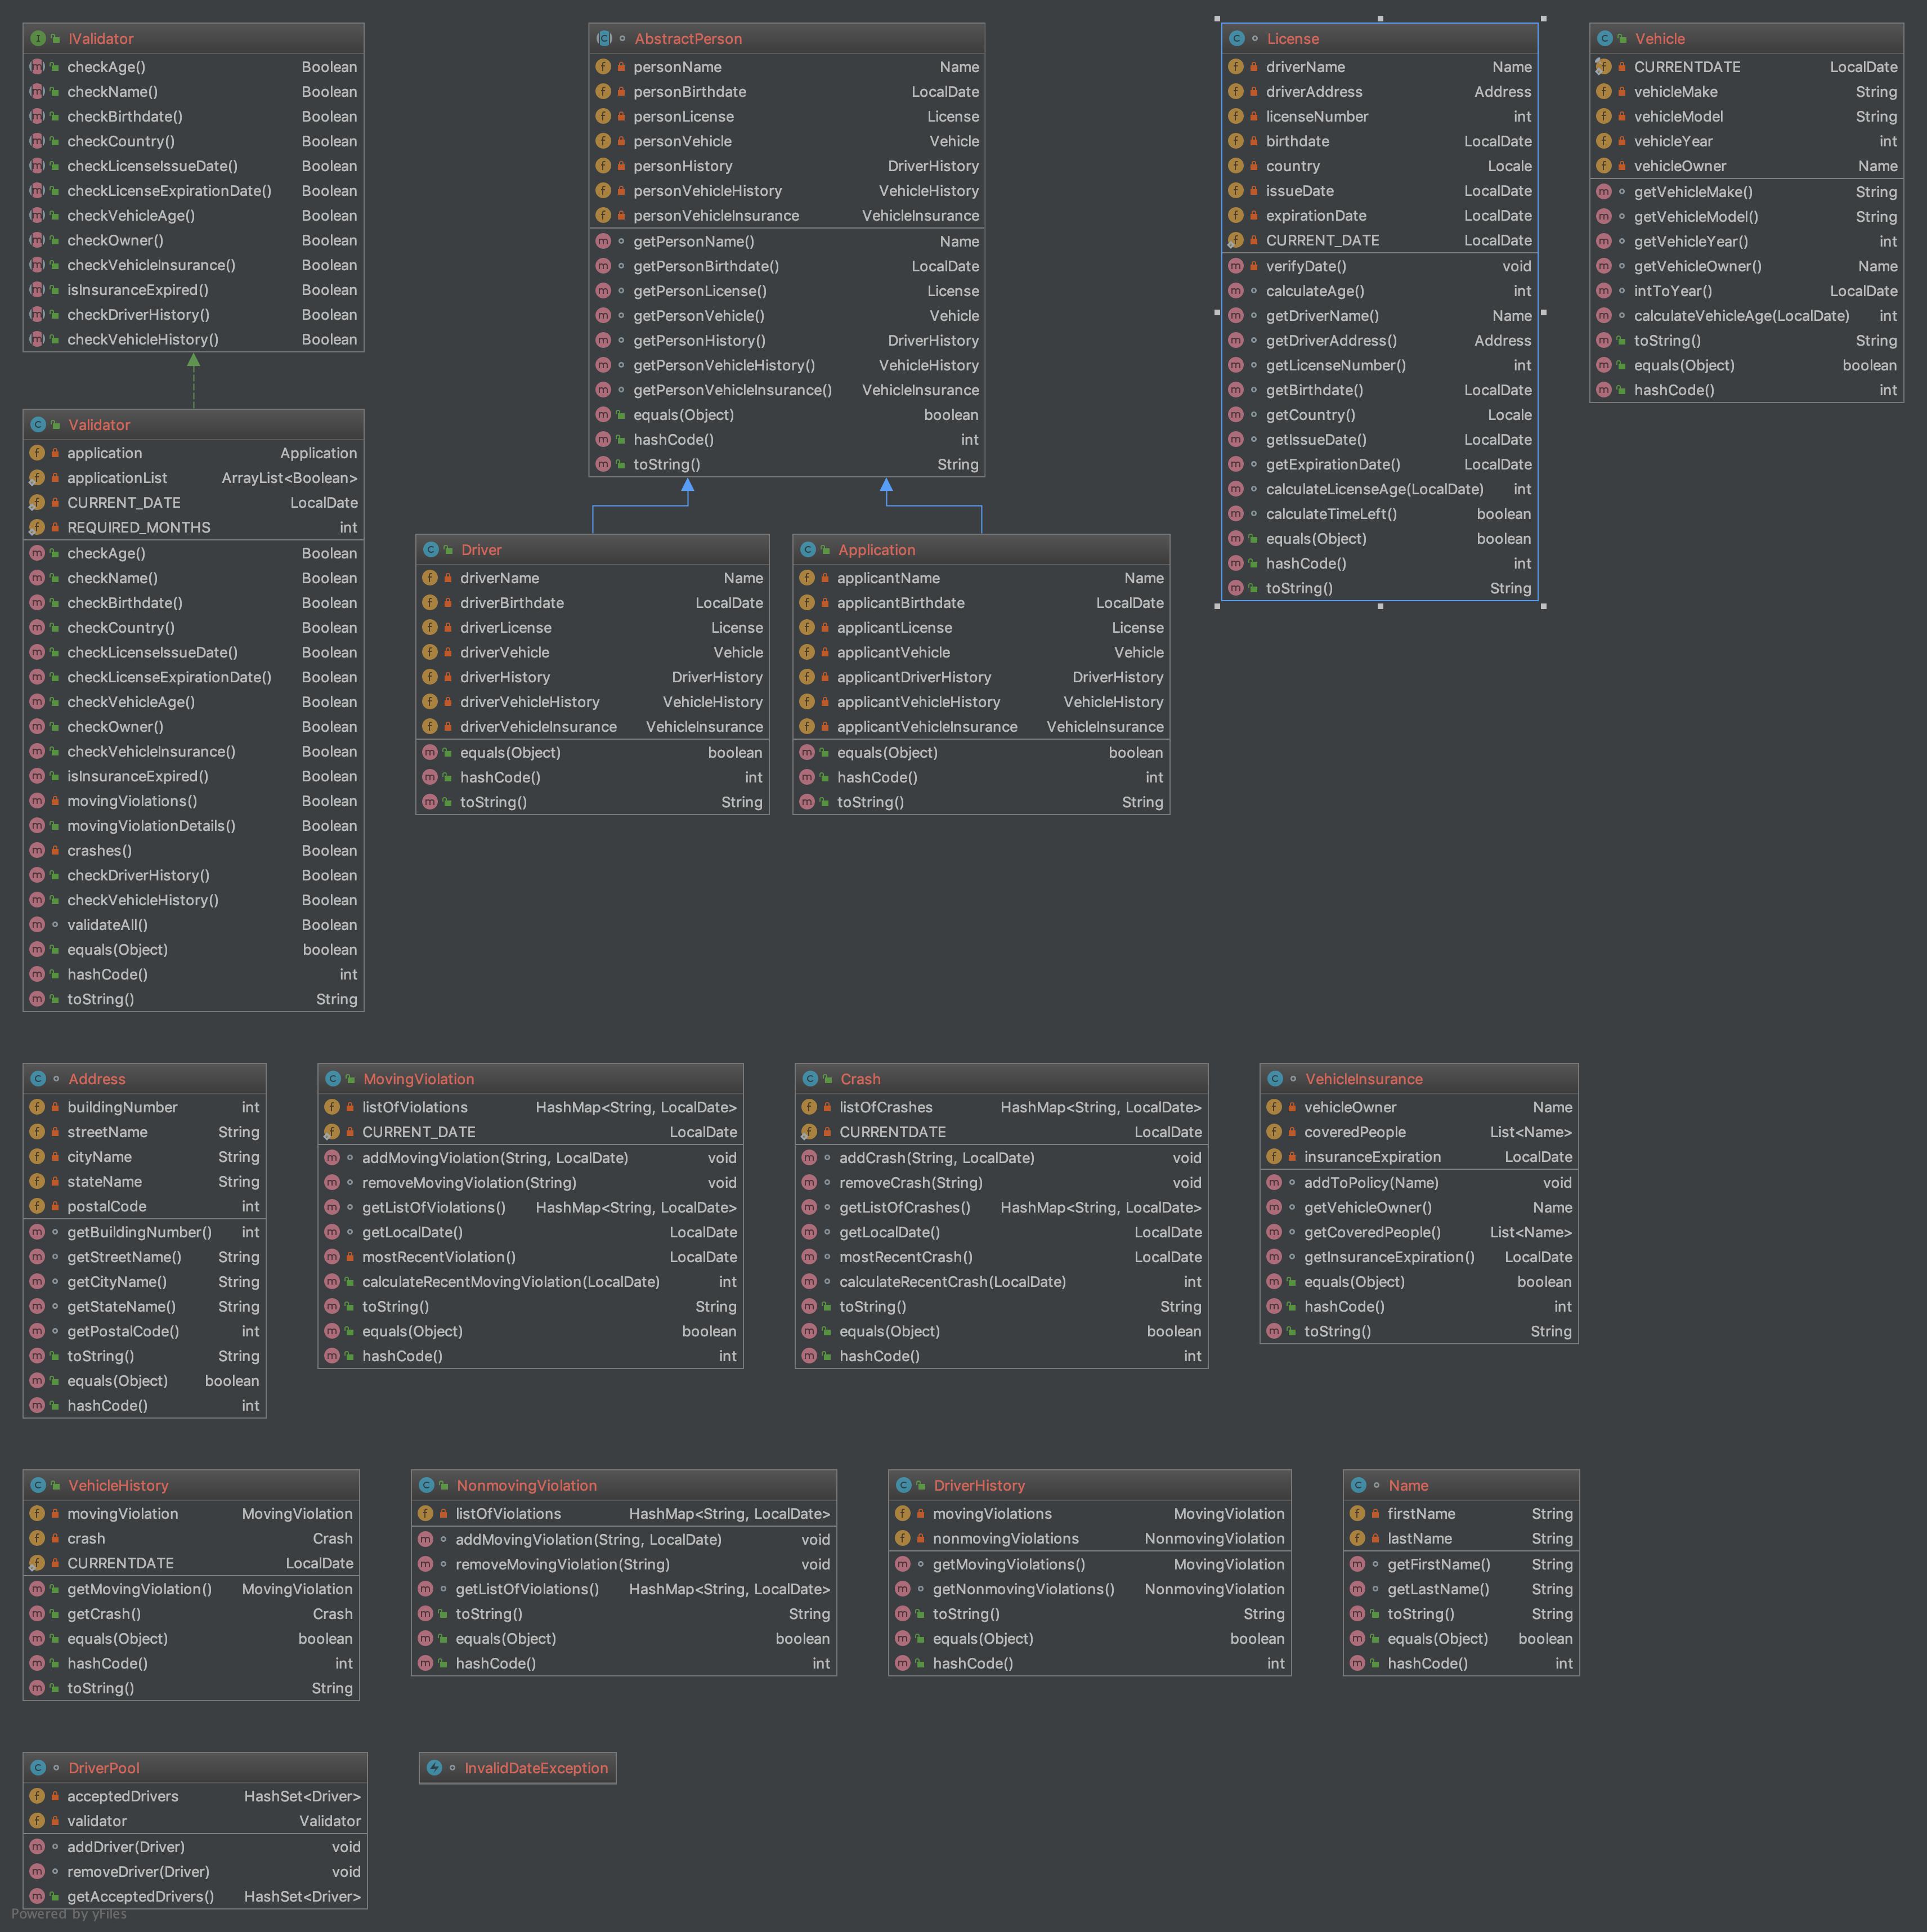 IValidator
checkAge() Boolean
checkName() Boolean
checkBirthdate() Boolean
checkCountry() Boolean
checkLicenseIssueDate() Boolean
checkLicenseExpirationDate() Boolean
checkVehicleAge() Boolean
checkOwner() Boolean
checkVehicleInsurance() Boolean
isInsuranceExpired() Boolean
checkDriverHistory() Boolean
checkVehicleHistory() Boolean
AbstractPerson
personName Name
personBirthdate LocalDate
personLicense License
personVehicle Vehicle
personHistory DriverHistory
personVehicleHistory VehicleHistory
personVehicleInsurance VehicleInsurance
getPersonName() Name
getPersonBirthdate() LocalDate
getPersonLicense() License
getPersonVehicle() Vehicle
getPersonHistory() DriverHistory
getPersonVehicleHistory() VehicleHistory
getPersonVehicleInsurance() VehicleInsurance
equals(Object) boolean
hashCode() int
toString() String
License
driverName Name
driverAddress Address
licenseNumber int
birthdate LocalDate
country Locale
issueDate LocalDate
expirationDate LocalDate
CURRENT_DATE LocalDate
verifyDate() void
calculateAge() int
getDriverName() Name
getDriverAddress() Address
getLicenseNumber() int
getBirthdate() LocalDate
getCountry() Locale
getIssueDate() LocalDate
getExpirationDate() LocalDate
calculateLicenseAge(LocalDate) int
calculateTimeLeft() boolean
equals(Object) boolean
hashCode() int
toString() String
Vehicle
CURRENTDATE LocalDate
vehicleMake String
vehicleModel String
vehicleYear int
vehicleOwner Name
getVehicleMake() String
getVehicleModel() String
getVehicleYear() int
getVehicleOwner() Name
intToYear() LocalDate
calculateVehicleAge(LocalDate) int
toString() String
equals(Object) boolean
hashCode() int
Validator
application Application
applicationList ArrayList<Boolean>
CURRENT_DATE LocalDate
REQUIRED_MONTHS int
checkAge() Boolean
checkName() Boolean
checkBirthdate() Boolean
checkCountry() Boolean
checkLicenseIssueDate() Boolean
checkLicenseExpirationDate() Boolean
checkVehicleAge() Boolean
checkOwner() Boolean
checkVehicleInsurance() Boolean
isInsuranceExpired() Boolean
movingViolations() Boolean
movingViolationDetails() Boolean
crashes() Boolean
checkDriverHistory() Boolean
checkVehicleHistory() Boolean
validateAll() Boolean
equals(Object) boolean
hashCode() int
toString() String
Driver
driverName Name
driverBirthdate LocalDate
driverLicense License
driverVehicle Vehicle
driverHistory DriverHistory
driverVehicleHistory VehicleHistory
driverVehicleInsurance VehicleInsurance
equals(Object) boolean
hashCode() int
toString() String
Application
applicantName Name
applicantBirthdate LocalDate
applicantLicense License
applicantVehicle Vehicle
applicantDriverHistory DriverHistory
applicantVehicleHistory VehicleHistory
applicantVehicleInsurance VehicleInsurance
equals(Object) boolean
hashCode() int
toString() String
Address
buildingNumber int
streetName String
cityName String
stateName String
postalCode int
getBuildingNumber() int
getStreetName() String
getCityName() String
getStateName() String
getPostalCode() int
toString() String
equals(Object) boolean
hashCode() int
MovingViolation
listOfViolations HashMap<String, LocalDate>
CURRENT_DATE LocalDate
addMovingViolation(String, LocalDate) void
removeMovingViolation(String) void
getListOfViolations() HashMap<String, LocalDate>
getLocalDate() LocalDate
mostRecentViolation() LocalDate
calculateRecentMovingViolation(LocalDate) int
toString() String
equals(Object) boolean
hashCode() int
Crash
listOfCrashes HashMap<String, LocalDate>
CURRENTDATE LocalDate
addCrash(String, LocalDate) void
removeCrash(String) void
getListOfCrashes() HashMap<String, LocalDate>
getLocalDate() LocalDate
mostRecentCrash() LocalDate
calculateRecentCrash(LocalDate) int
toString() String
equals(Object) boolean
hashCode() int
VehicleInsurance
vehicleOwner Name
coveredPeople List<Name>
insuranceExpiration LocalDate
addToPolicy(Name) void
getVehicleOwner() Name
getCoveredPeople() List<Name>
getInsuranceExpiration() LocalDate
equals(Object) boolean
hashCode() int
toString() String
VehicleHistory
movingViolation MovingViolation
crash Crash
CURRENTDATE LocalDate
getMovingViolation() MovingViolation
getCrash() Crash
equals(Object) boolean
hashCode() int
toString() String
NonmovingViolation
listOfViolations HashMap<String, LocalDate>
addMovingViolation(String, LocalDate) void
removeMovingViolation(String) void
getListOfViolations() HashMap<String, LocalDate>
toString() String
equals(Object) boolean
hashCode() int
DriverHistory
movingViolations MovingViolation
nonmovingViolations NonmovingViolation
getMovingViolations() MovingViolation
getNonmovingViolations() NonmovingViolation
toString() String
equals(Object) boolean
hashCode() int
Name
firstName String
lastName String
getFirstName() String
getLastName() String
toString() String
equals(Object) boolean
hashCode() int
DriverPool
acceptedDrivers HashSet<Driver>
validator Validator
addDriver(Driver) void
removeDriver(Driver) void
getAcceptedDrivers() HashSet<Driver>
InvalidDateException
Powered by yFiles